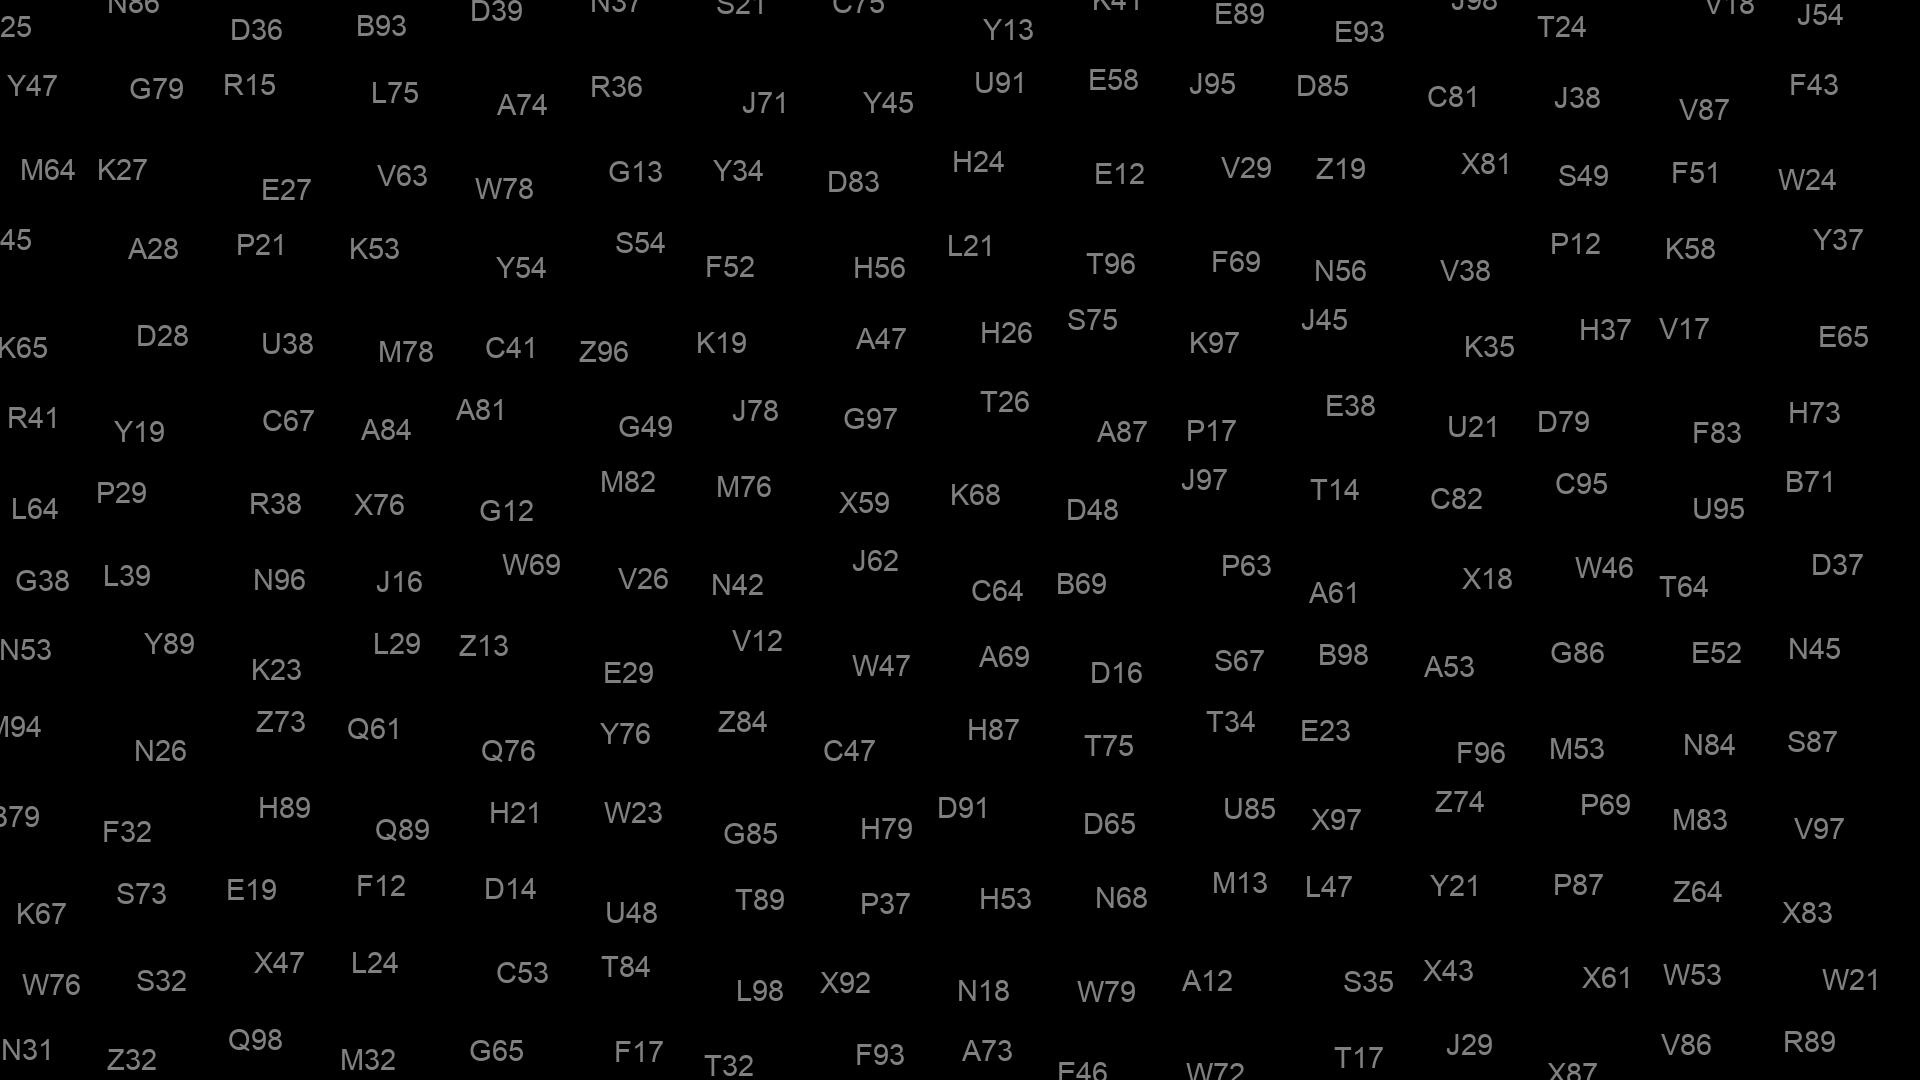 25 N86 D36 B93 D39 N37 S21 C75 Y13 K41 E89 E93 J98 T24 V18 J54
Y47 G79 R15 L75 A74 R36 J71 Y45 U91 E58 J95 D85 C81 J38 V87 F43
M64 K27 E27 V63 W78 G13 Y34 D83 H24 E12 V29 Z19 X81 S49 F51 W24
45 A28 P21 K53 Y54 S54 F52 H56 L21 T96 F69 N56 V38 P12 K58 Y37
K65 D28 U38 M78 C41 Z96 K19 A47 H26 S75 K97 J45 K35 H37 V17 E65
R41 Y19 C67 A84 A81 G49 J78 G97 T26 A87 P17 E38 U21 D79 F83 H73
L64 P29 R38 X76 G12 M82 M76 X59 K68 D48 J97 T14 C82 C95 U95 B71
G38 L39 N96 J16 W69 V26 N42 J62 C64 B69 P63 A61 X18 W46 T64 D37
N53 Y89 K23 L29 Z13 E29 V12 W47 A69 D16 S67 B98 A53 G86 E52 N45
M94 N26 Z73 Q61 Q76 Y76 Z84 C47 H87 T75 T34 E23 F96 M53 N84 S87
B79 F32 H89 Q89 H21 W23 G85 H79 D91 D65 U85 X97 Z74 P69 M83 V97
K67 S73 E19 F12 D14 U48 T89 P37 H53 N68 M13 L47 Y21 P87 Z64 X83
W76 S32 X47 L24 C53 T84 L98 X92 N18 W79 A12 S35 X43 X61 W53 W21
N31 Z32 Q98 M32 G65 F17 T32 F93 A73 W72 T17 J29 X87 V86 R89